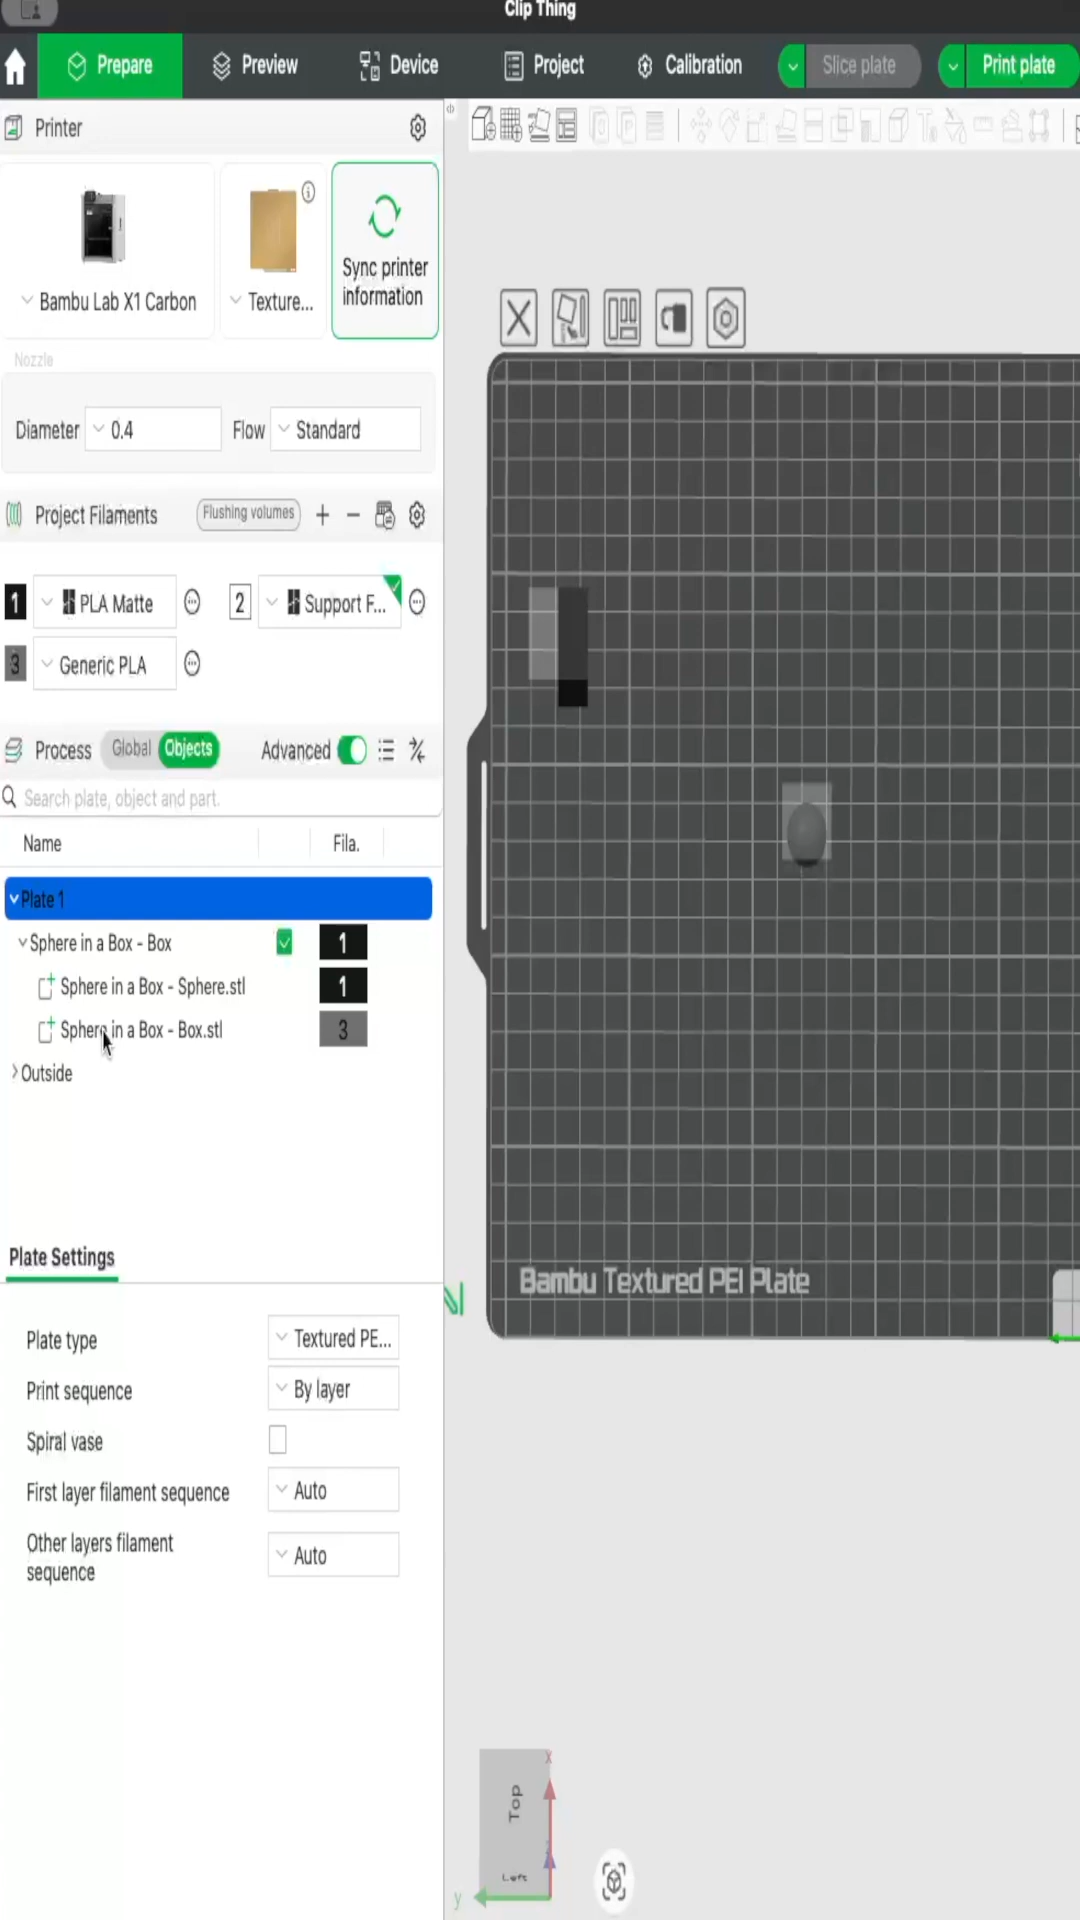 Clip Thing
Prepare
Preview
Device
Project
Calibration
Slice plate
Print plate
Printer
Bambu Lab X1 Carbon
Texture...
Sync printer
information
Nozzle
Diameter
0.4
Flow
Standard
Project Filaments
Flushing volumes
1
PLA Matte
2
Support F...
3
Generic PLA
Process
Global
Objects
Advanced
Search plate, object and part.
Name
Fila.
Plate 1
Sphere in a Box - Box
1
Sphere in a Box - Sphere.stl
1
Sphere in a Box - Box.stl
3
Outside
Plate Settings
Plate type
Textured PE...
Print sequence
By layer
Spiral vase
First layer filament sequence
Auto
Other layers filament
sequence
Auto
Bambu Textured PEI Plate
x
Top
Left
y